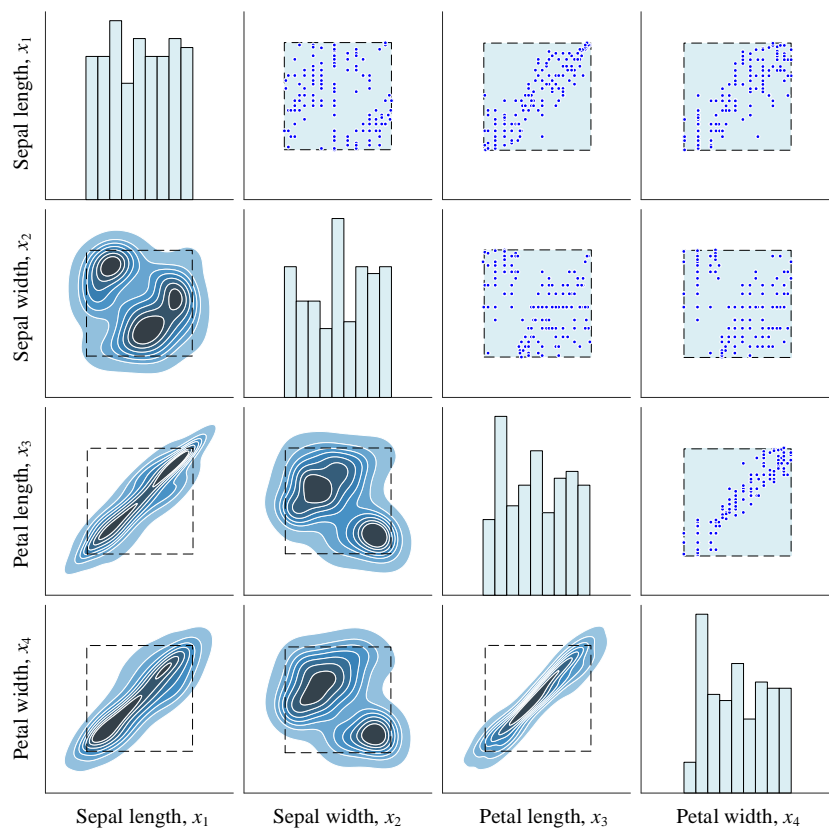 Sepal length, x₁
Sepal width, x₂
Petal length, x₃
Petal width, x₄
Sepal length, x₁
Sepal width, x₂
Petal length, x₃
Petal width, x₄